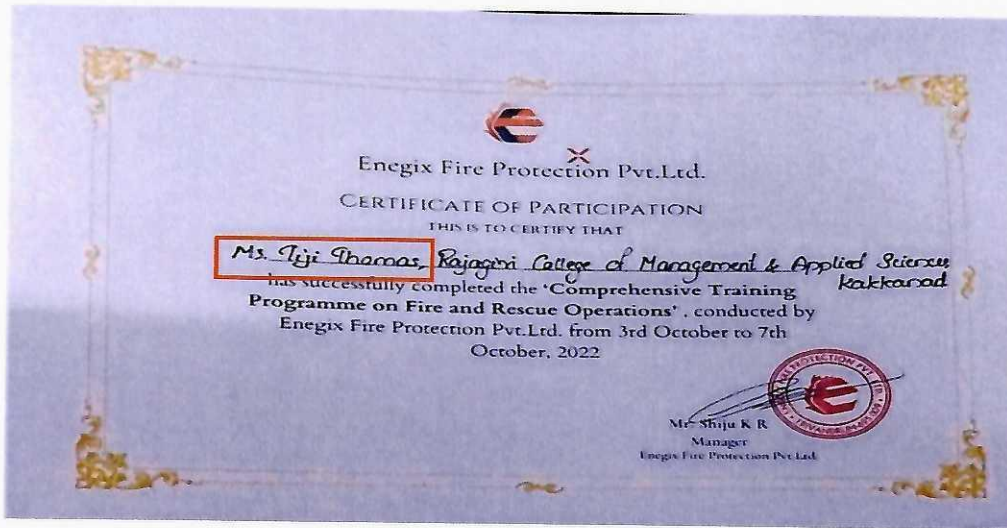 Enegix Fire Protection Pvt.Ltd.
CERTIFICATE OF PARTICIPATION
THIS IS TO CERTIFY THAT
Ms. Tiji Thomas, Rajagiri College of Management & Applied Sciences
Kakkanad
has successfully completed the 'Comprehensive Training
Programme on Fire and Rescue Operations', conducted by
Enegix Fire Protection Pvt.Ltd. from 3rd October to 7th
October, 2022
Mr. Shiju K R
Manager
Enegix Fire Protection Pvt.Ltd.